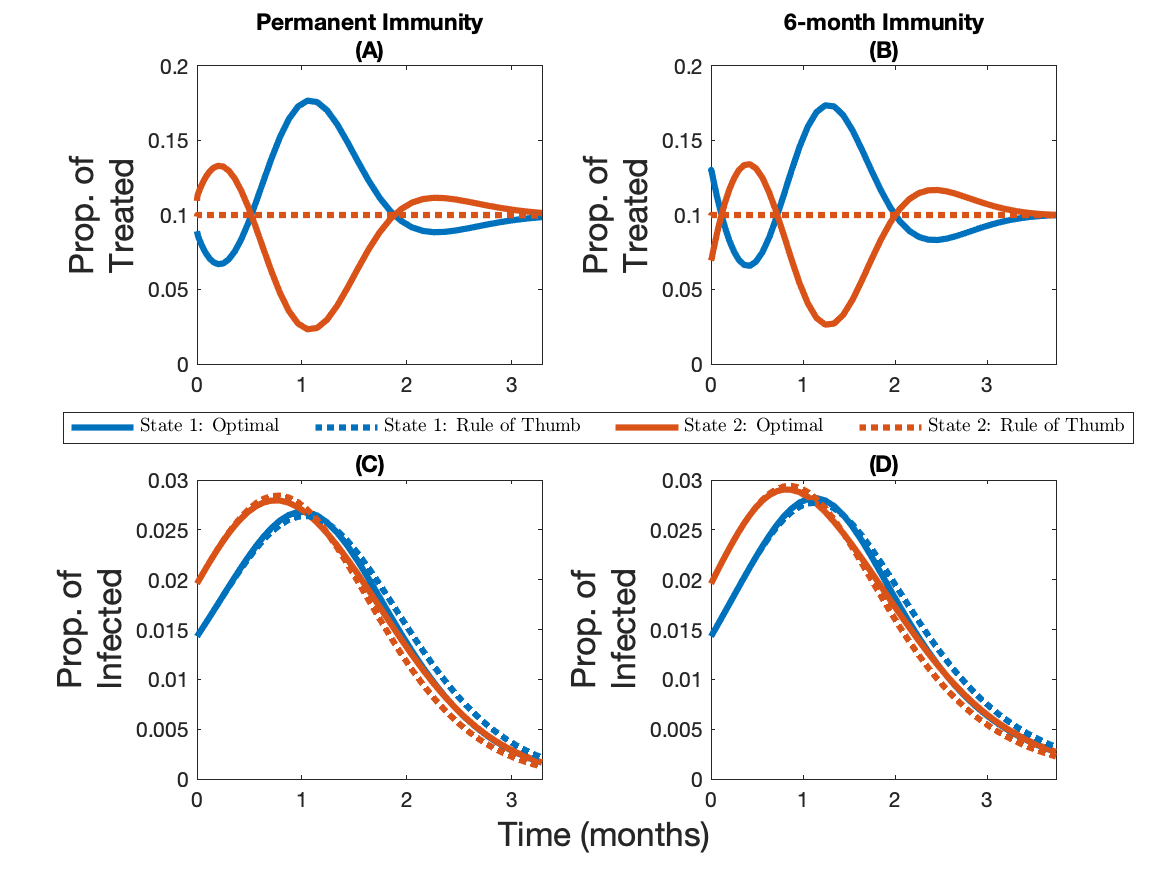 Permanent Immunity
(A)
6-month Immunity
(B)
Prop. of
Treated
0.2
0.15
0.1
0.05
0
0 1 2 3
Prop. of
Treated
0.2
0.15
0.1
0.05
0
0 1 2 3
State 1: Optimal State 1: Rule of Thumb State 2: Optimal State 2: Rule of Thumb
(C)
Prop. of
Infected
0.03
0.025
0.02
0.015
0.01
0.005
0
0 1 2 3
(D)
Prop. of
Infected
0.03
0.025
0.02
0.015
0.01
0.005
0
0 1 2 3
Time (months)